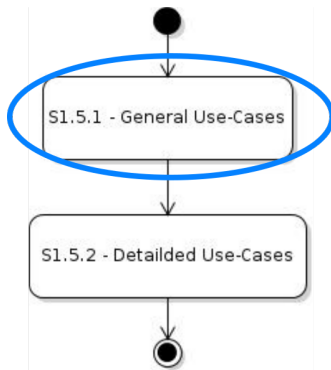 S1.5.1 - General Use-Cases
S1.5.2 - Detailded Use-Cases